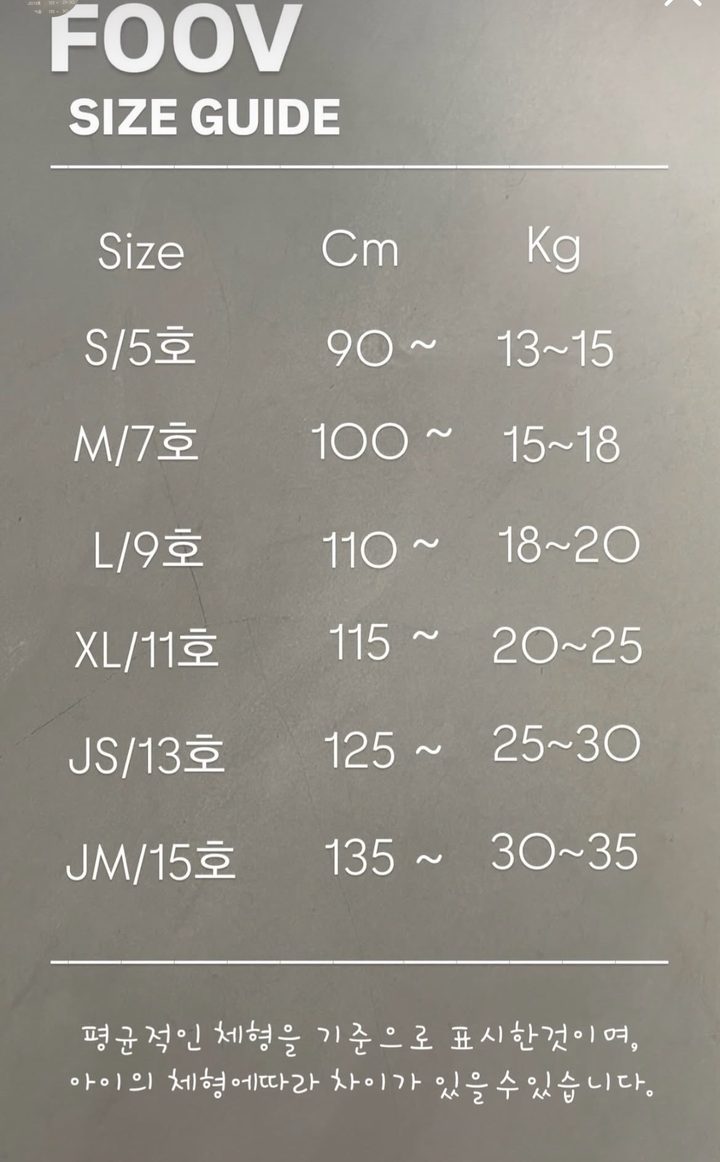 FOOV
SIZE GUIDE
Size Cm Kg
S/5호 90 ~ 13~15
M/7호 100 ~ 15~18
L/9호 110 ~ 18~20
XL/11호 115 ~ 20~25
JS/13호 125 ~ 25~30
JM/15호 135 ~ 30~35
평균적인 체형을 기준으로 표시한것이며,
아이의 체형에따라 차이가 있을수있습니다.